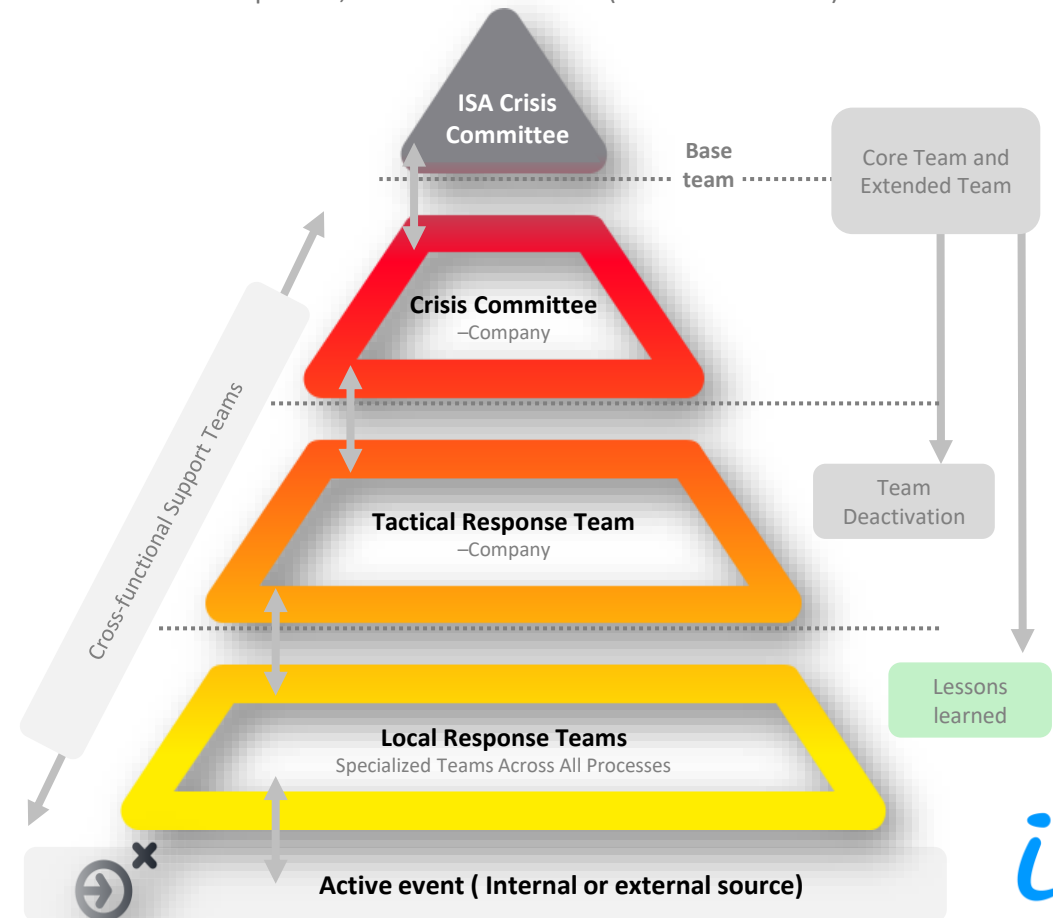 ISA Crisis
Committee
Base
team
Core Team and
Extended Team
Crisis Committee
–Company
Cross-functional Support Teams
Tactical Response Team
–Company
Team
Deactivation
Local Response Teams
Specialized Teams Across All Processes
Lessons
learned
Active event ( Internal or external source)